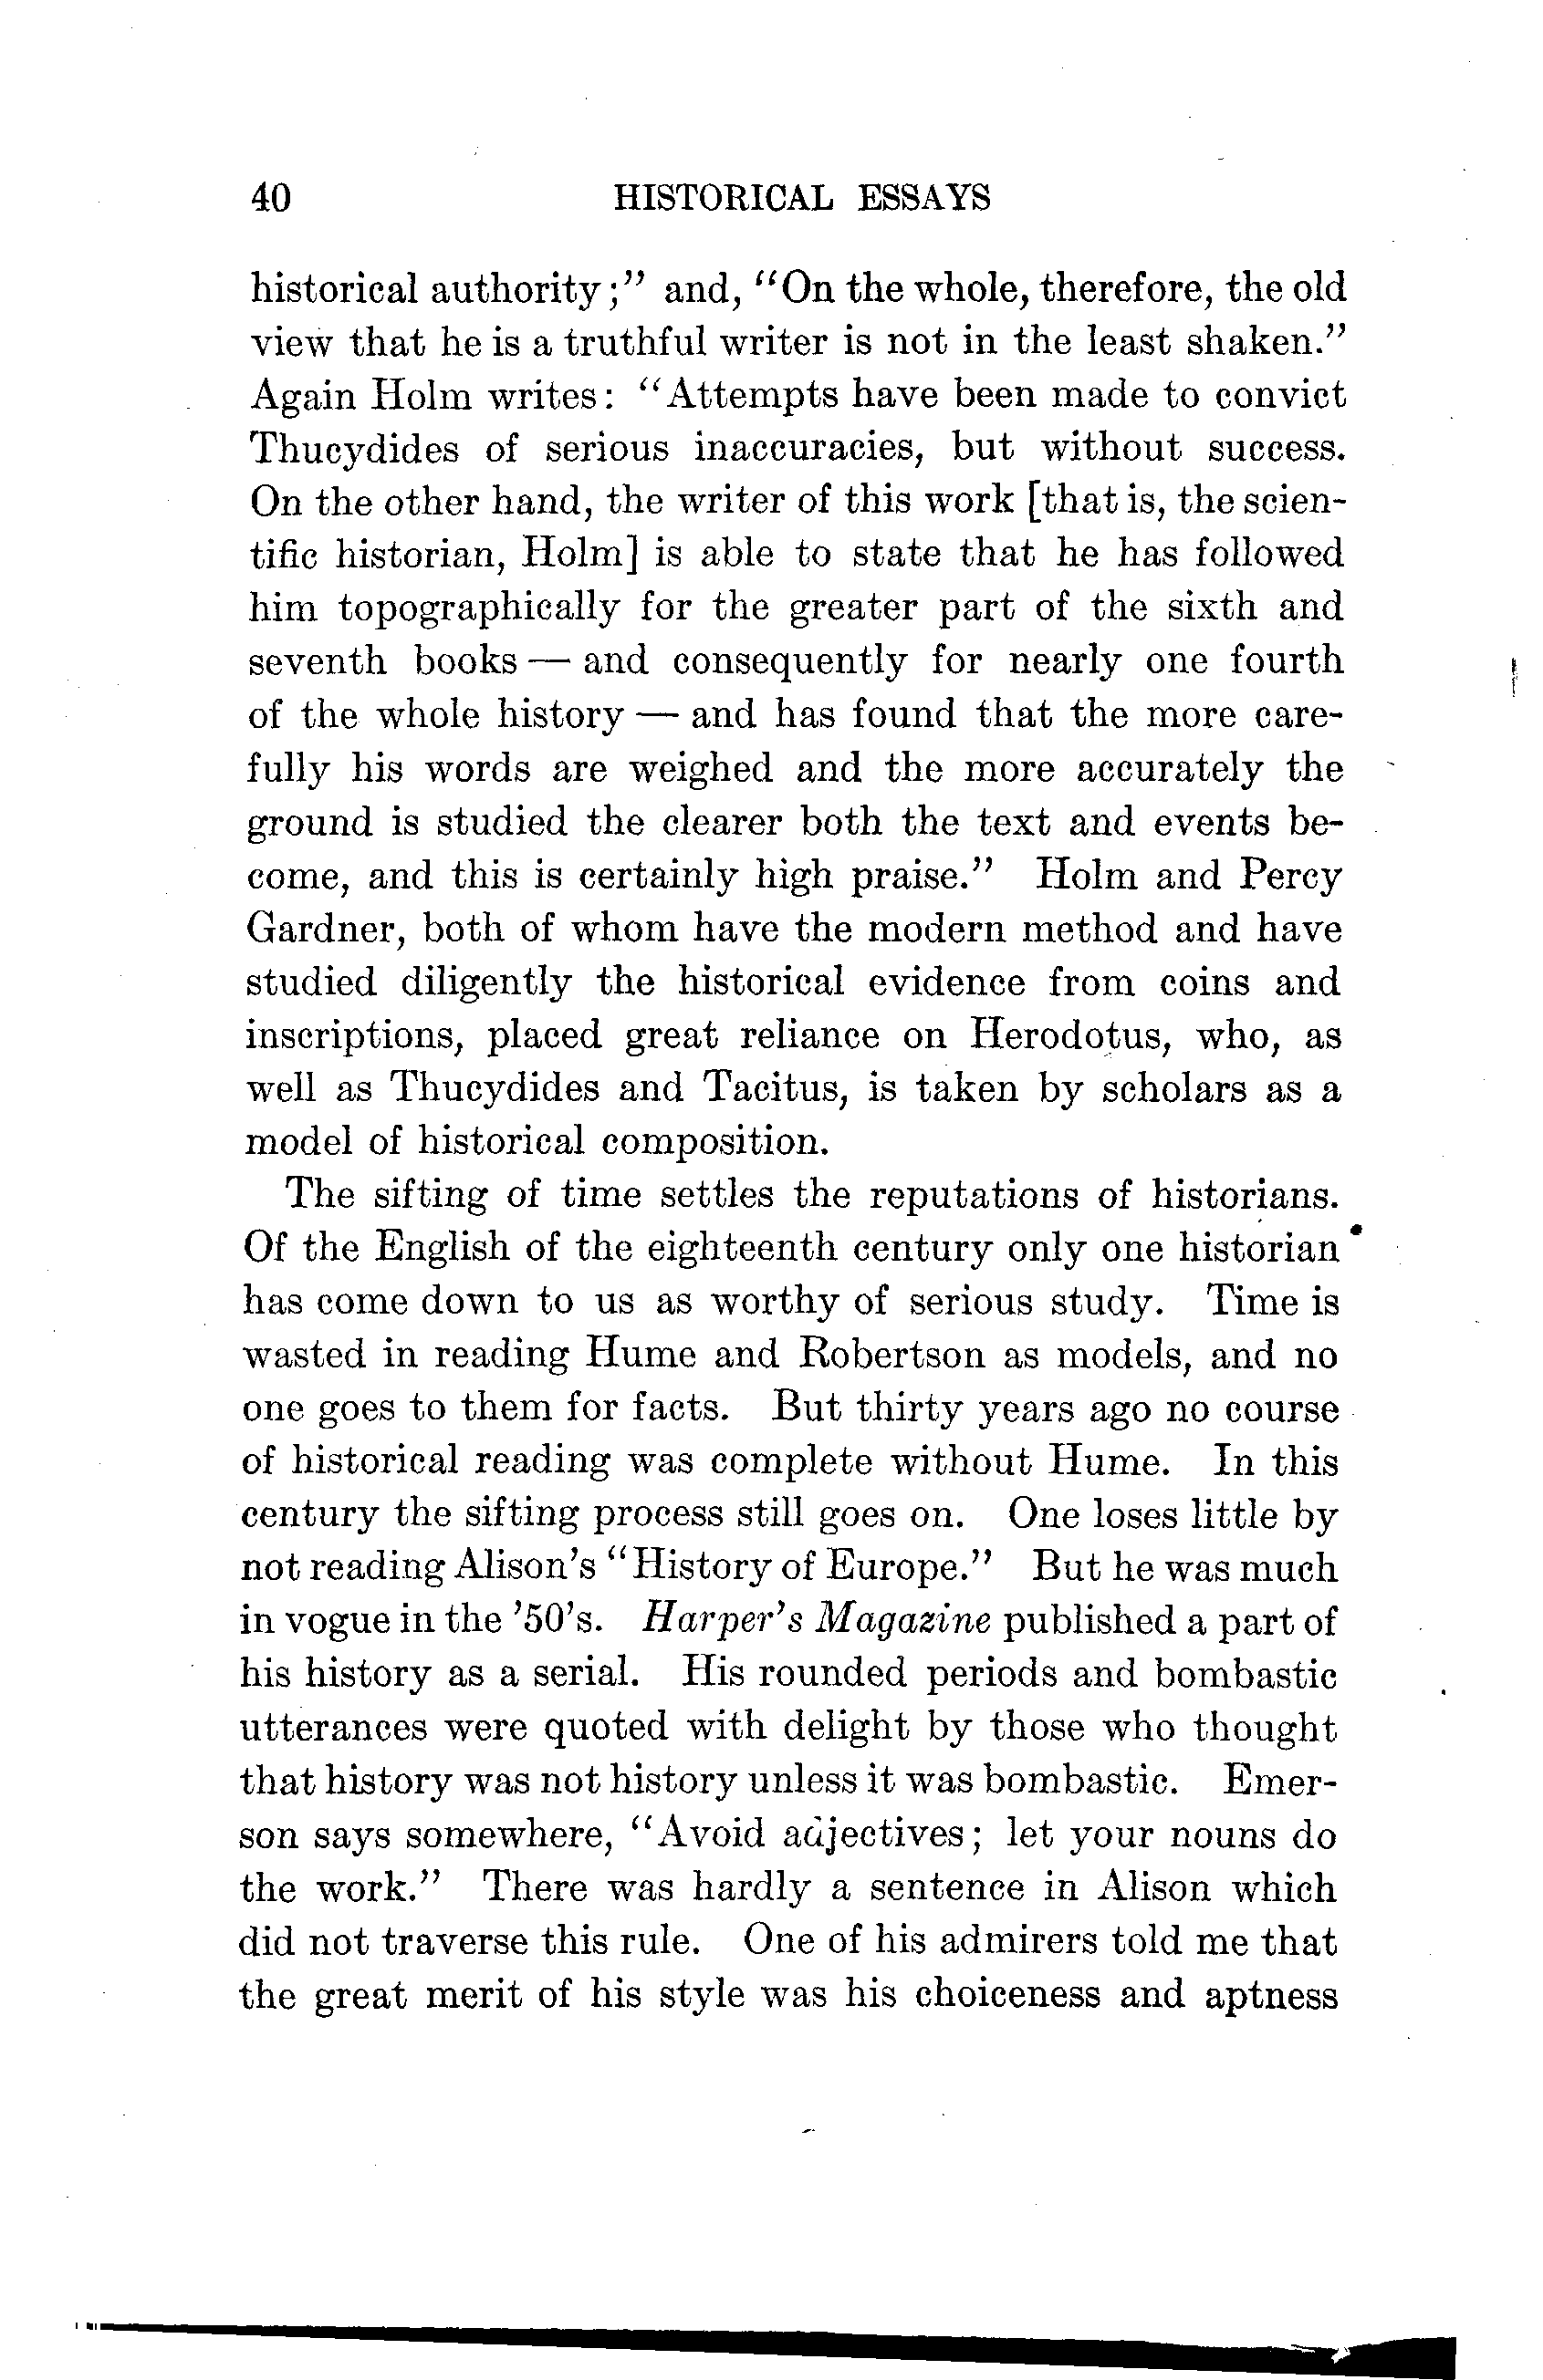 40 HISTORICAL ESSAYS
historical authority;" and, "On the whole, therefore, the old
view that he is a truthful writer is not in the least shaken."
Again Holm writes: "Attempts have been made to convict
Thucydides of serious inaccuracies, but without success.
On the other hand, the writer of this work [that is, the scien-
tific historian, Holm] is able to state that he has followed
him topographically for the greater part of the sixth and
seventh books — and consequently for nearly one fourth
of the whole history — and has found that the more care-
fully his words are weighed and the more accurately the
ground is studied the clearer both the text and events be-
come, and this is certainly high praise." Holm and Percy
Gardner, both of whom have the modern method and have
studied diligently the historical evidence from coins and
inscriptions, placed great reliance on Herodotus, who, as
well as Thucydides and Tacitus, is taken by scholars as a
model of historical composition.
The sifting of time settles the reputations of historians.
Of the English of the eighteenth century only one historian
has come down to us as worthy of serious study. Time is
wasted in reading Hume and Robertson as models, and no
one goes to them for facts. But thirty years ago no course
of historical reading was complete without Hume. In this
century the sifting process still goes on. One loses little by
not reading Alison's "History of Europe." But he was much
in vogue in the '50's. Harper's Magazine published a part of
his history as a serial. His rounded periods and bombastic
utterances were quoted with delight by those who thought
that history was not history unless it was bombastic. Emer-
son says somewhere, "Avoid adjectives; let your nouns do
the work." There was hardly a sentence in Alison which
did not traverse this rule. One of his admirers told me that
the great merit of his style was his choiceness and aptness